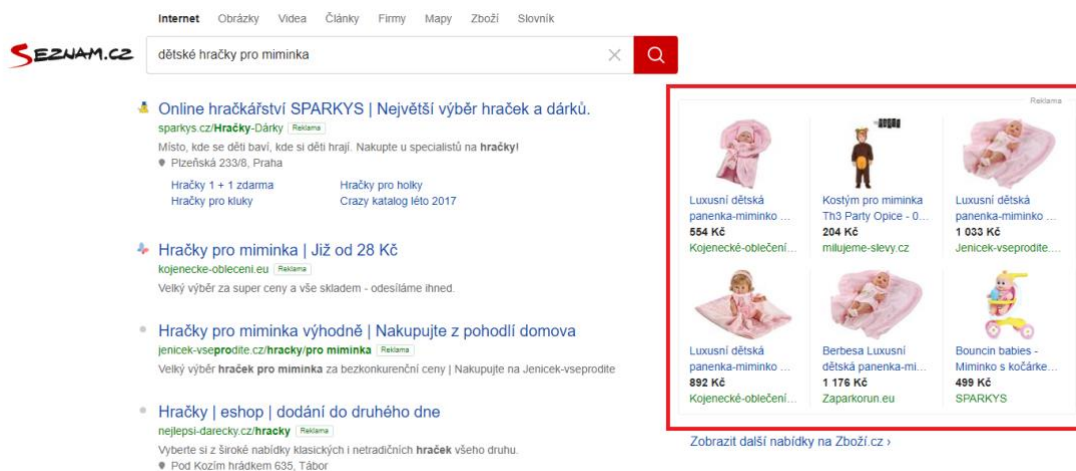 Internet Obrázky Videa Články Firmy Mapy Zboží Slovník
SEZNAM.CZ
dětské hračky pro miminka
Online hračkářství SPARKYS | Největší výběr hraček a dárků.
sparkys.cz/Hračky-Dárky Reklama
Místo, kde se děti baví, kde si děti hrají. Nakupte u specialistů na hračky!
Plzeňská 233/8, Praha
Hračky 1 + 1 zdarma Hračky pro holky
Hračky pro kluky Crazy katalog léto 2017
Hračky pro miminka | Již od 28 Kč
kojenecke-obleceni.eu Reklama
Velký výběr za super ceny a vše skladem - odesíláme ihned.
Hračky pro miminka výhodně | Nakupujte z pohodlí domova
jenicek-vseprodite.cz/hracky/pro miminka Reklama
Velký výběr hraček pro miminka za bezkonkurenční ceny | Nakupujte na Jenicek-vseprodite
Hračky | eshop | dodání do druhého dne
nejlepsi-darecky.cz/hracky Reklama
Vyberte si z široké nabídky klasických i netradičních hraček všeho druhu.
Pod Kozím hrádkem 635, Tábor
Reklama
Luxusní dětská
panenka-miminko ...
554 Kč
Kojenecké-oblečení...
Kostým pro miminka
Th3 Party Opice - 0...
204 Kč
milujeme-slevy.cz
Luxusní dětská
panenka-miminko ...
1 033 Kč
Jenicek-vseprodite....
Luxusní dětská
panenka-miminko ...
892 Kč
Kojenecké-oblečení...
Berbesa Luxusní
dětská panenka-mi...
1 176 Kč
Zaparkorun.eu
Bouncin babies -
Miminko s kočárke...
499 Kč
SPARKYS
Zobrazit další nabídky na Zboží.cz ›